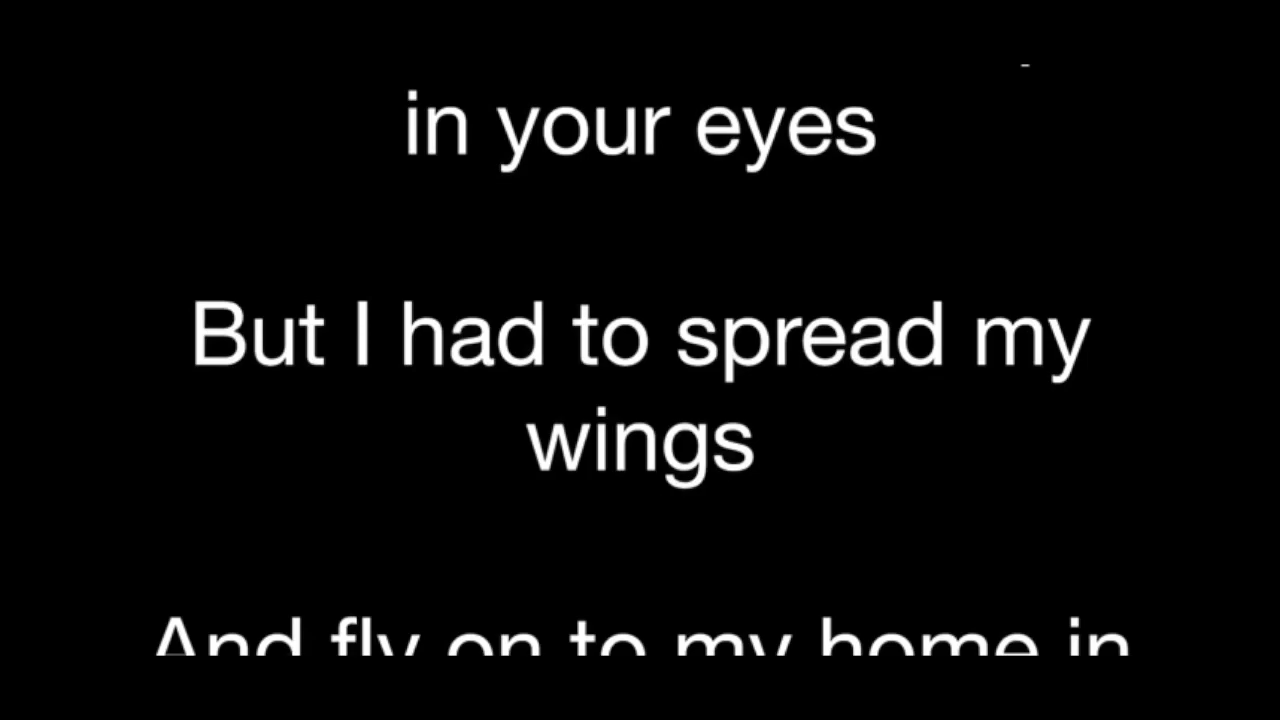 in your eyes
But I had to spread my
wings
And fly on to my home in